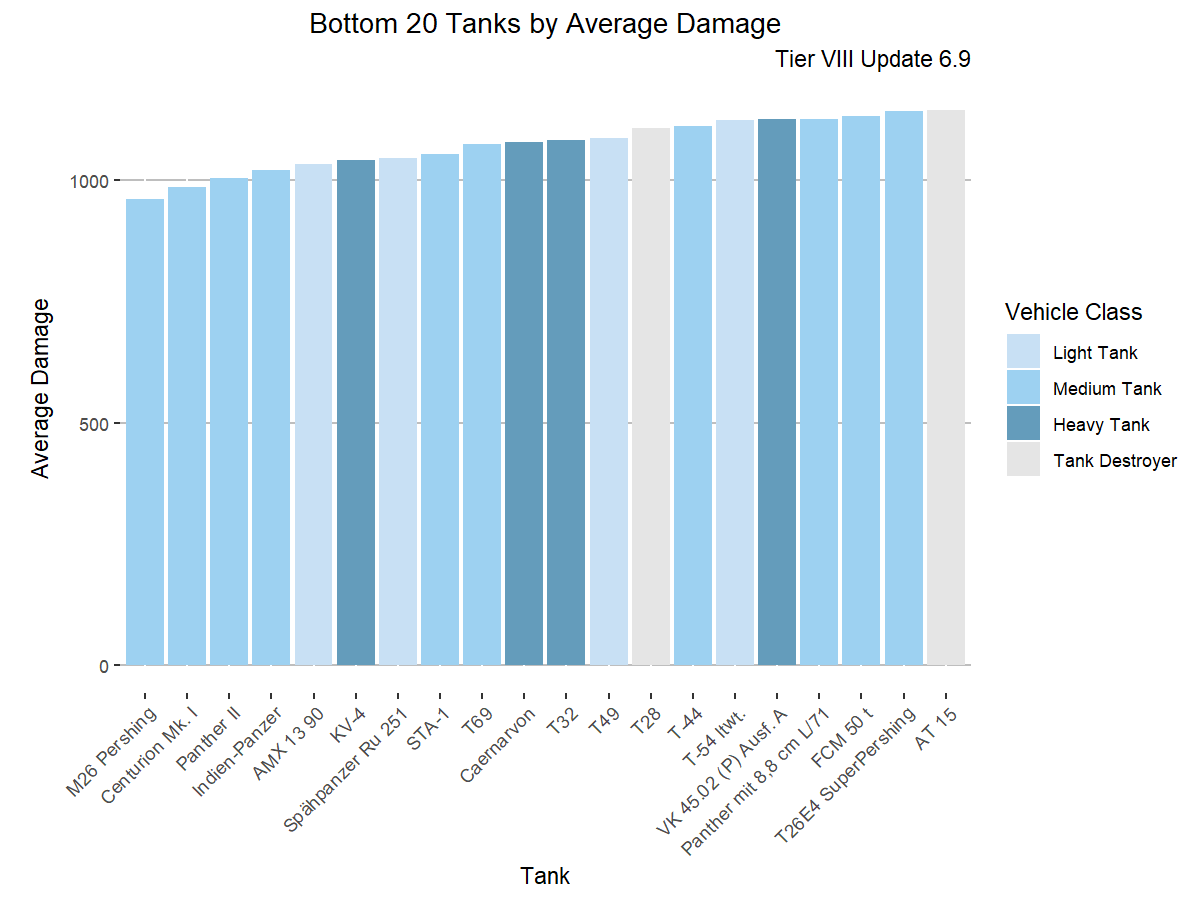 Bottom 20 Tanks by Average Damage
Tier VIII Update 6.9
Average Damage
1000
500
0
M26 Pershing
Centurion Mk. I
Panther II
Indien-Panzer
AMX 13 90
KV-4
Spähpanzer Ru 251
STA-1
T69
Caernarvon
T32
T49
T28
T-44
T-54 ltwt.
VK 45.02 (P) Ausf. A
Panther mit 8,8 cm L/71
FCM 50 t
T26E4 SuperPershing
AT 15
Tank
Vehicle Class
Light Tank
Medium Tank
Heavy Tank
Tank Destroyer